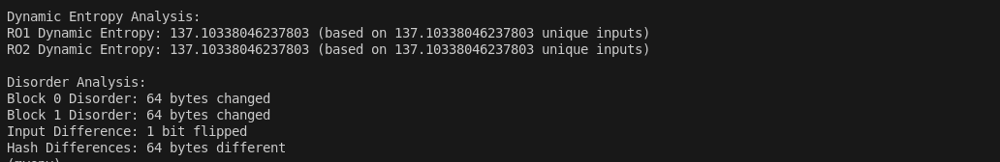 Dynamic Entropy Analysis:
RO1 Dynamic Entropy: 137.10338046237803 (based on 137.10338046237803 unique inputs)
RO2 Dynamic Entropy: 137.10338046237803 (based on 137.10338046237803 unique inputs)
Disorder Analysis:
Block 0 Disorder: 64 bytes changed
Block 1 Disorder: 64 bytes changed
Input Difference: 1 bit flipped
Hash Differences: 64 bytes different